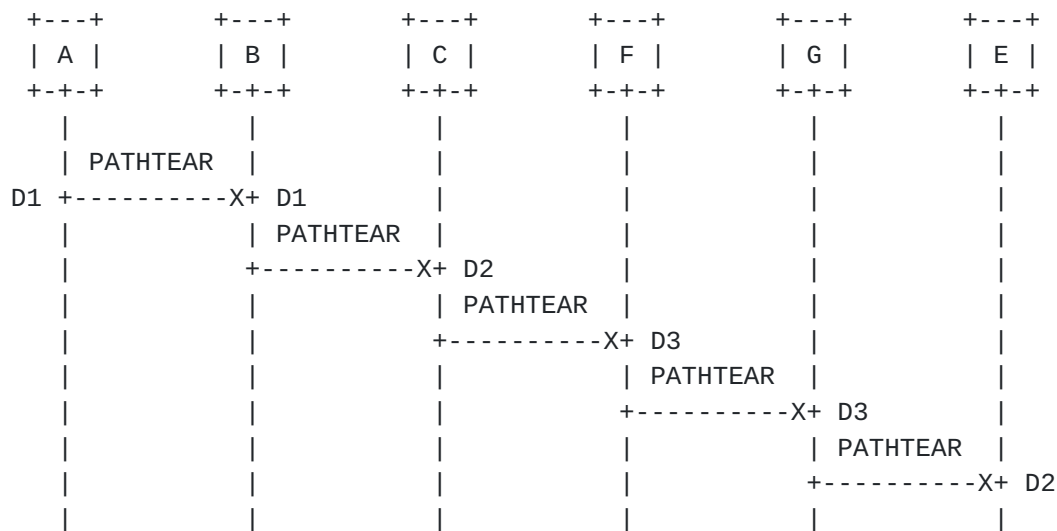 +---+       +---+       +---+       +---+       +---+       +---+
| A |       | B |       | C |       | F |       | G |       | E |
+-+-+       +-+-+       +-+-+       +-+-+       +-+-+       +-+-+
  |           |           |           |           |           |
  | PATHTEAR  |           |           |           |           |
D1 +----------X+ D1        |           |           |           |
  |           | PATHTEAR  |           |           |           |
  |           +----------X+ D2        |           |           |
  |           |           | PATHTEAR  |           |           |
  |           |           +----------X+ D3        |           |
  |           |           |           | PATHTEAR  |           |
  |           |           |           +----------X+ D3        |
  |           |           |           |           | PATHTEAR  |
  |           |           |           |           +----------X+ D2
  |           |           |           |           |           |